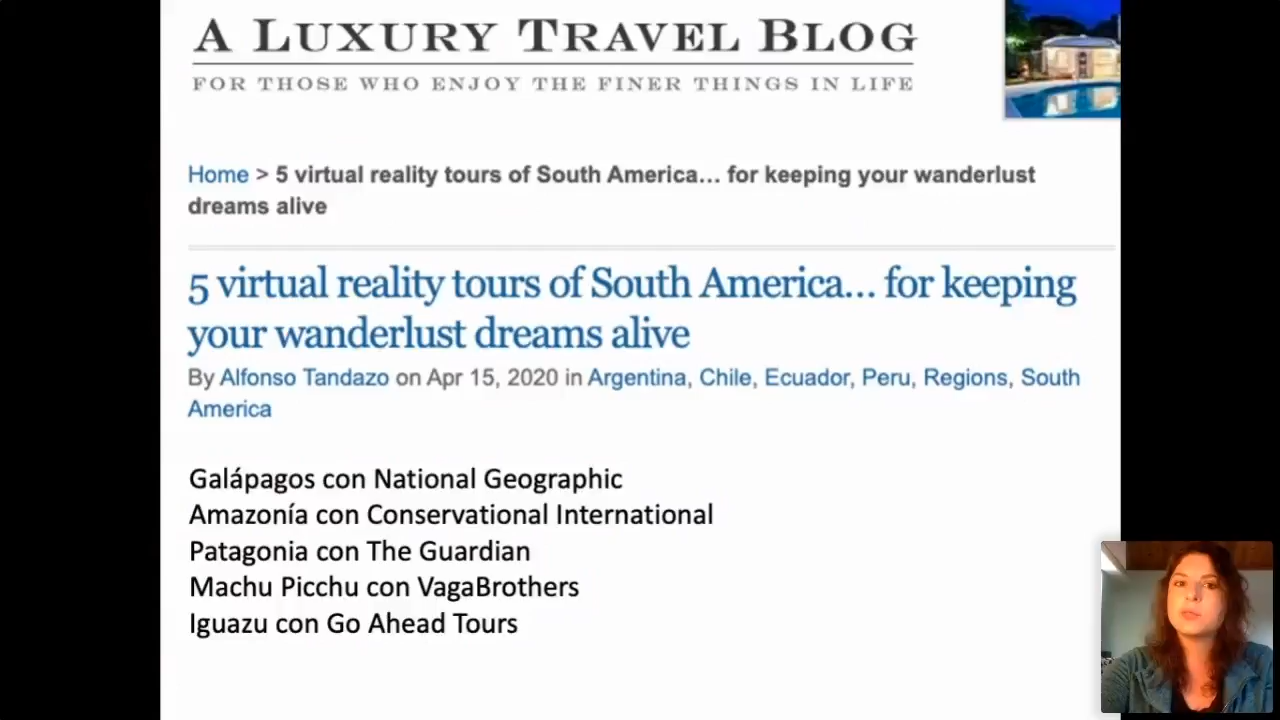 A LUXURY TRAVEL BLOG
FOR THOSE WHO ENJOY THE FINER THINGS IN LIFE
Home > 5 virtual reality tours of South America... for keeping your wanderlust
dreams alive
5 virtual reality tours of South America... for keeping
your wanderlust dreams alive
By Alfonso Tandazo on Apr 15, 2020 in Argentina, Chile, Ecuador, Peru, Regions, South
America
Galápagos con National Geographic
Amazonía con Conservational International
Patagonia con The Guardian
Machu Picchu con VagaBrothers
Iguazu con Go Ahead Tours